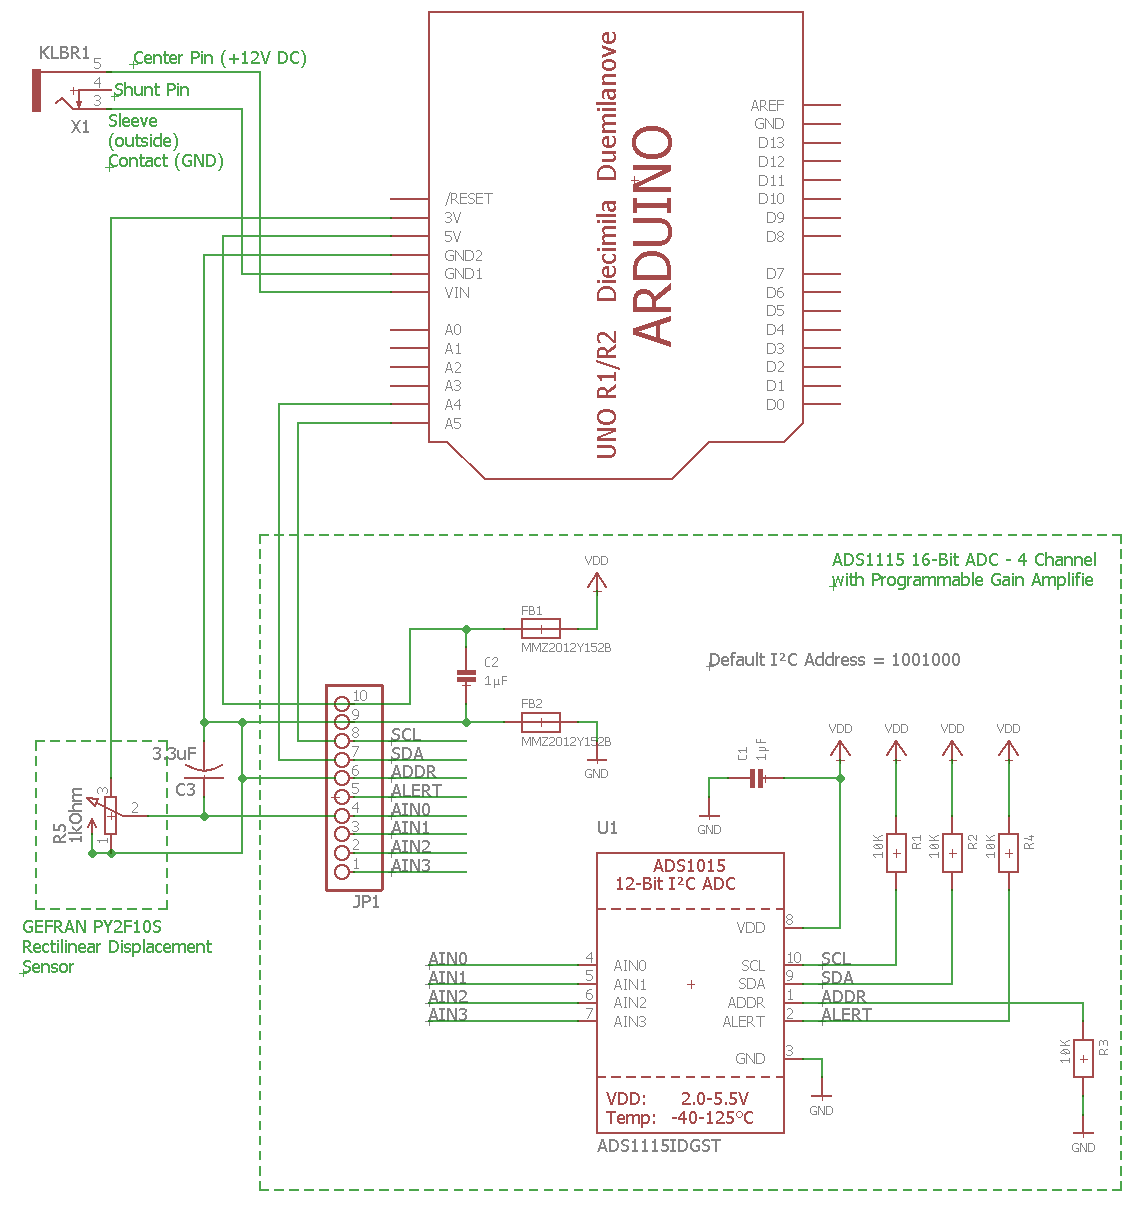 KLBR1
5
Center Pin (+12V DC)
4
Shunt Pin
3
X1
Sleeve
(outside)
Contact (GND)
UNO R1/R2 Diecimila Duemilanove
ARDUINO
/RESET
3V
5V
GND2
GND1
VIN
A0
A1
A2
A3
A4
A5
AREF
GND
D13
D12
D11
D10
D9
D8
D7
D6
D5
D4
D3
D2
D1
D0
ADS1115 16-Bit ADC - 4 Channel
with Programmable Gain Amplifie
Default I²C Address = 1001000
VDD
FB1
MMZ2012Y152B
C2
1µF
FB2
MMZ2012Y152B
GND
10
9
8 SCL
7 SDA
6 ADDR
5 ALERT
4 AIN0
3 AIN1
2 AIN2
1 AIN3
JP1
3.3uF
C3
R5
1kOhm
3
2
1
GEFRAN PY2F10S
Rectilinear Displacement
Sensor
VDD
VDD
VDD
VDD
C1
1µF
GND
10K
R1
10K
R2
10K
R4
U1
ADS1015
12-Bit I²C ADC
VDD 8
AIN0 4 AIN0 SCL 10 SCL
AIN1 5 AIN1 SDA 9 SDA
AIN2 6 AIN2 ADDR 1 ADDR
AIN3 7 AIN3 ALERT 2 ALERT
GND 3
GND
VDD: 2.0-5.5V
Temp: -40-125°C
ADS1115IDGST
10K
R3
GND